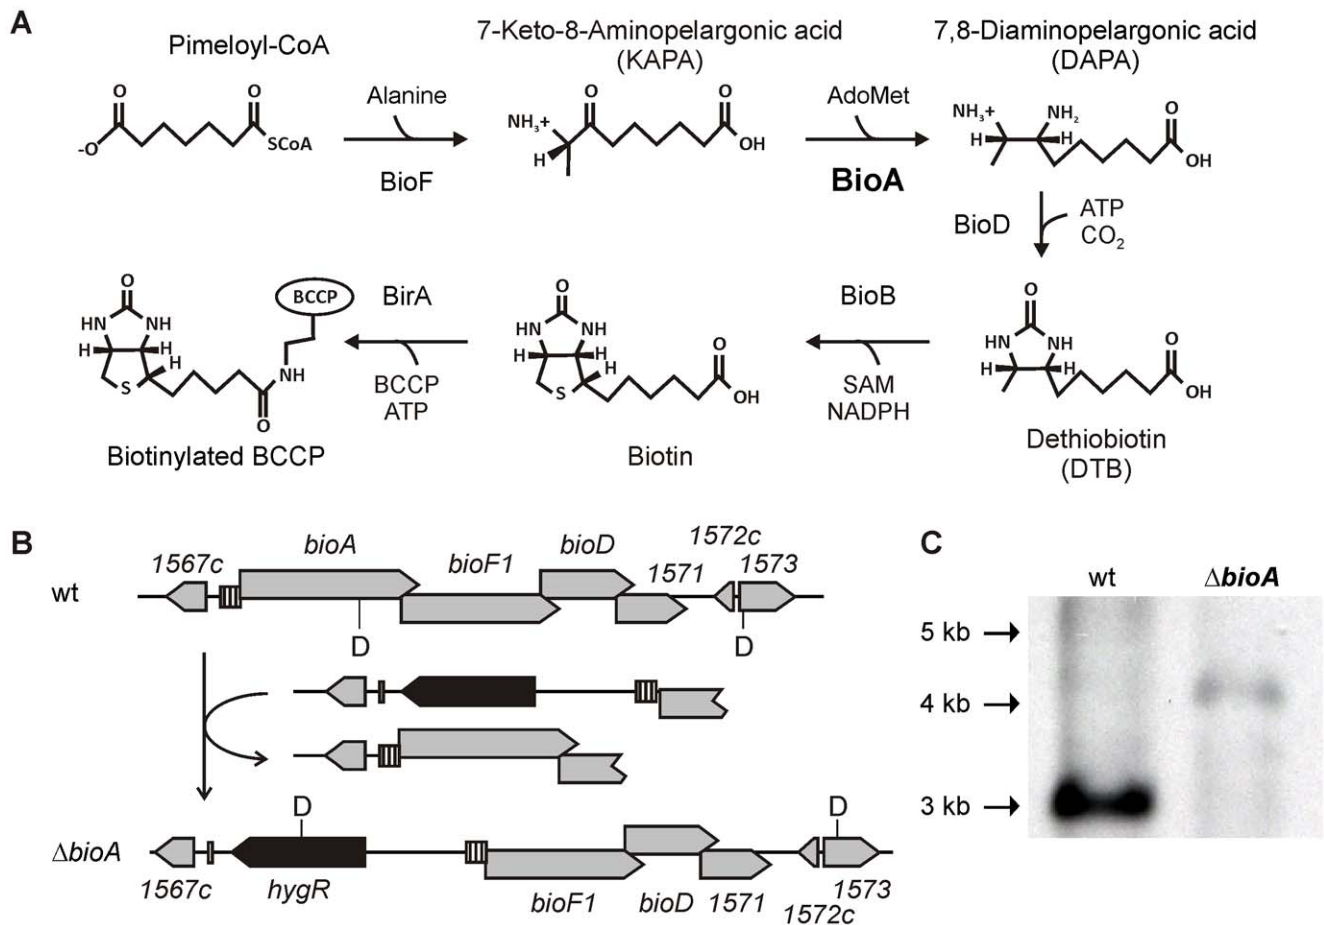 A
Pimeloyl-CoA
7-Keto-8-Aminopelargonic acid
(KAPA)
7,8-Diaminopelargonic acid
(DAPA)
O
O
-O
SCoA
Alanine
BioF
NH₃+
O
O
H
OH
AdoMet
BioA
NH₃+
NH₂
H
H
O
OH
BioD
ATP
CO₂
O
HN
NH
H
H
S
H
NH
O
BCCP
Biotinylated BCCP
BirA
BCCP
ATP
O
HN
NH
H
H
S
H
O
OH
Biotin
BioB
SAM
NADPH
O
HN
NH
H
H
O
OH
Dethiobiotin
(DTB)
B
wt
1567c
bioA
bioF1
bioD
1571
1572c
1573
D
D
ΔbioA
D
D
1567c
hygR
bioF1
bioD
1571
1572c
1573
C
wt
ΔbioA
5 kb
4 kb
3 kb